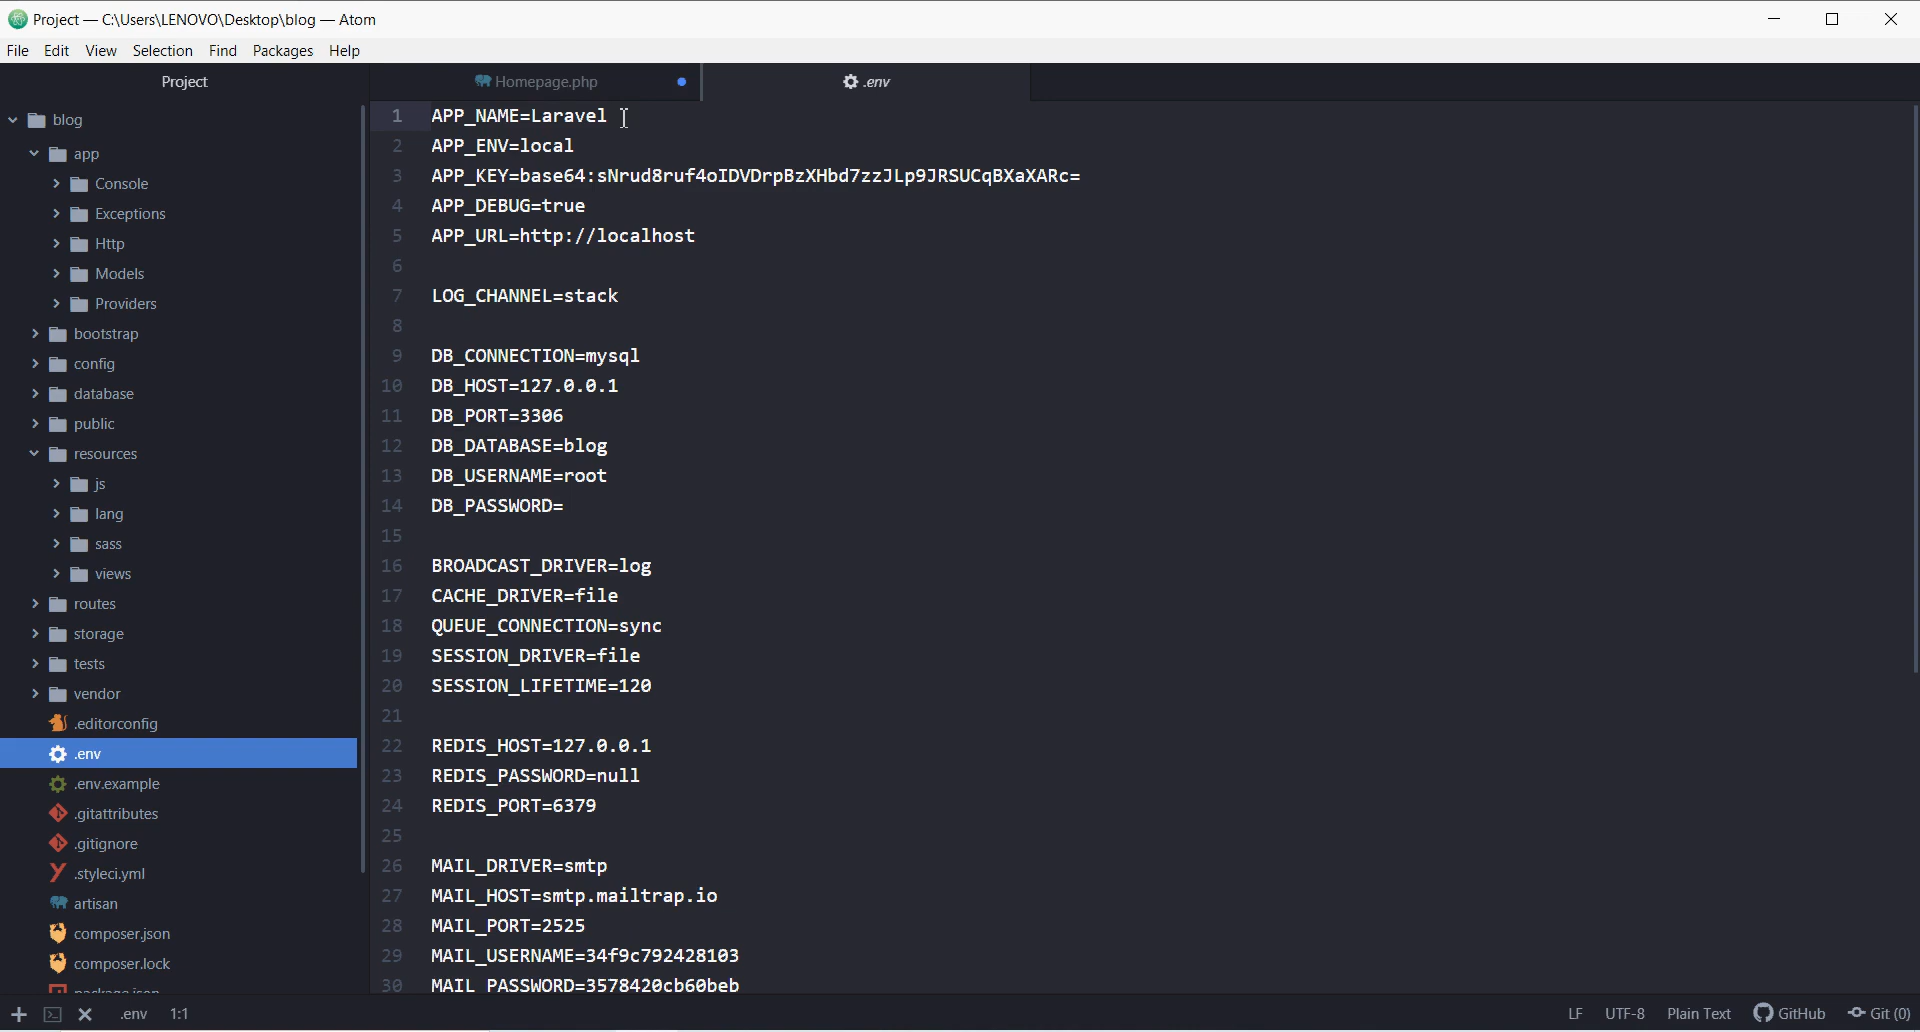 Project — C:\Users\LENOVO\Desktop\blog — Atom
File Edit View Selection Find Packages Help
Project
Homepage.php
.env
blog
app
Console
Exceptions
Http
Models
Providers
bootstrap
config
database
public
resources
js
lang
sass
views
routes
storage
tests
vendor
.editorconfig
.env
.env.example
.gitattributes
.gitignore
.styleci.yml
artisan
composer.json
composer.lock
package.json
1 APP_NAME=Laravel
2 APP_ENV=local
3 APP_KEY=base64:sNrud8ruf4oIDVDrpBzXHbd7zzJLp9JRSUCqBXaXARc=
4 APP_DEBUG=true
5 APP_URL=http://localhost
6
7 LOG_CHANNEL=stack
8
9 DB_CONNECTION=mysql
10 DB_HOST=127.0.0.1
11 DB_PORT=3306
12 DB_DATABASE=blog
13 DB_USERNAME=root
14 DB_PASSWORD=
15
16 BROADCAST_DRIVER=log
17 CACHE_DRIVER=file
18 QUEUE_CONNECTION=sync
19 SESSION_DRIVER=file
20 SESSION_LIFETIME=120
21
22 REDIS_HOST=127.0.0.1
23 REDIS_PASSWORD=null
24 REDIS_PORT=6379
25
26 MAIL_DRIVER=smtp
27 MAIL_HOST=smtp.mailtrap.io
28 MAIL_PORT=2525
29 MAIL_USERNAME=34f9c792428103
30 MAIL_PASSWORD=3578420cb60beb
.env 1:1 LF UTF-8 Plain Text GitHub Git (0)